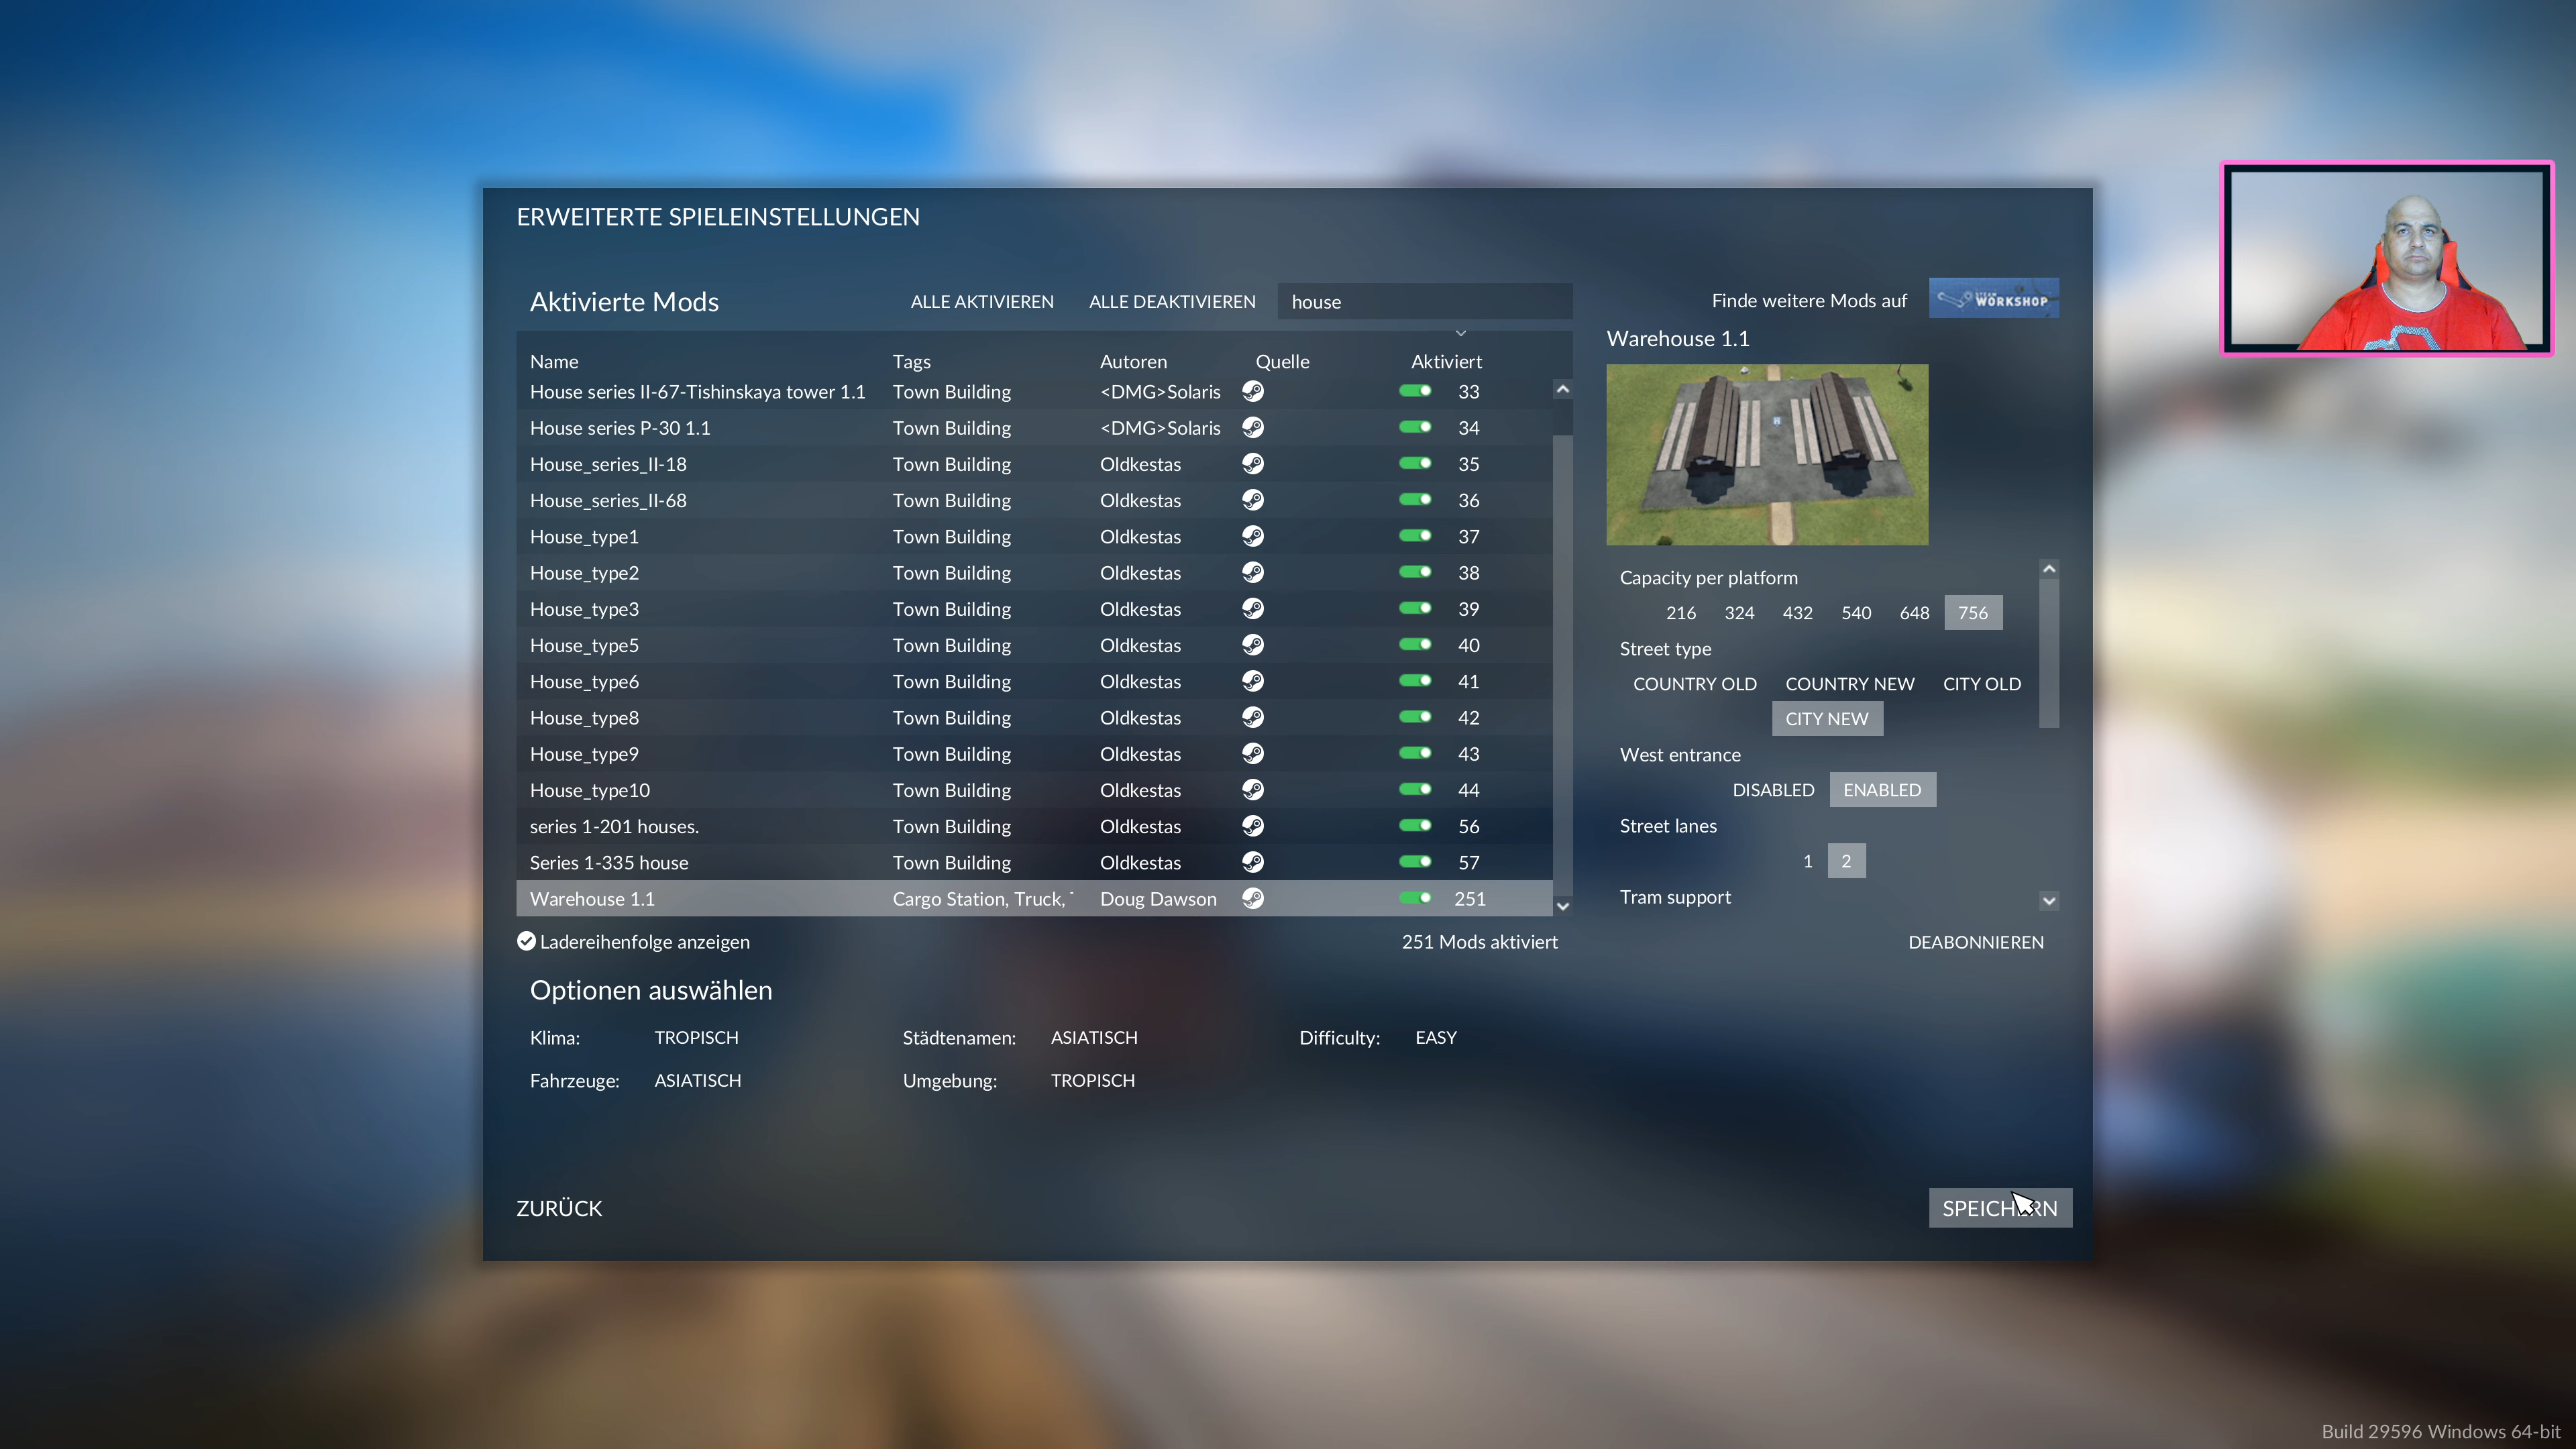 ERWEITERTE SPIELEINSTELLUNGEN
Aktivierte Mods ALLE AKTIVIEREN ALLE DEAKTIVIEREN house Finde weitere Mods auf STEAM WORKSHOP
Warehouse 1.1
Name Tags Autoren Quelle Aktiviert
House series II-67-Tishinskaya tower 1.1 Town Building <DMG>Solaris 33
House series P-30 1.1 Town Building <DMG>Solaris 34
House_series_II-18 Town Building Oldkestas 35
House_series_II-68 Town Building Oldkestas 36
House_type1 Town Building Oldkestas 37
House_type2 Town Building Oldkestas 38
House_type3 Town Building Oldkestas 39
House_type5 Town Building Oldkestas 40
House_type6 Town Building Oldkestas 41
House_type8 Town Building Oldkestas 42
House_type9 Town Building Oldkestas 43
House_type10 Town Building Oldkestas 44
series 1-201 houses. Town Building Oldkestas 56
Series 1-335 house Town Building Oldkestas 57
Warehouse 1.1 Cargo Station, Truck, Doug Dawson 251
Capacity per platform
216 324 432 540 648 756
Street type
COUNTRY OLD COUNTRY NEW CITY OLD
CITY NEW
West entrance
DISABLED ENABLED
Street lanes
1 2
Tram support
Ladereihenfolge anzeigen 251 Mods aktiviert DEABONNIEREN
Optionen auswählen
Klima: TROPISCH Städtenamen: ASIATISCH Difficulty: EASY
Fahrzeuge: ASIATISCH Umgebung: TROPISCH
ZURÜCK SPEICHERN
Build 29596 Windows 64-bit